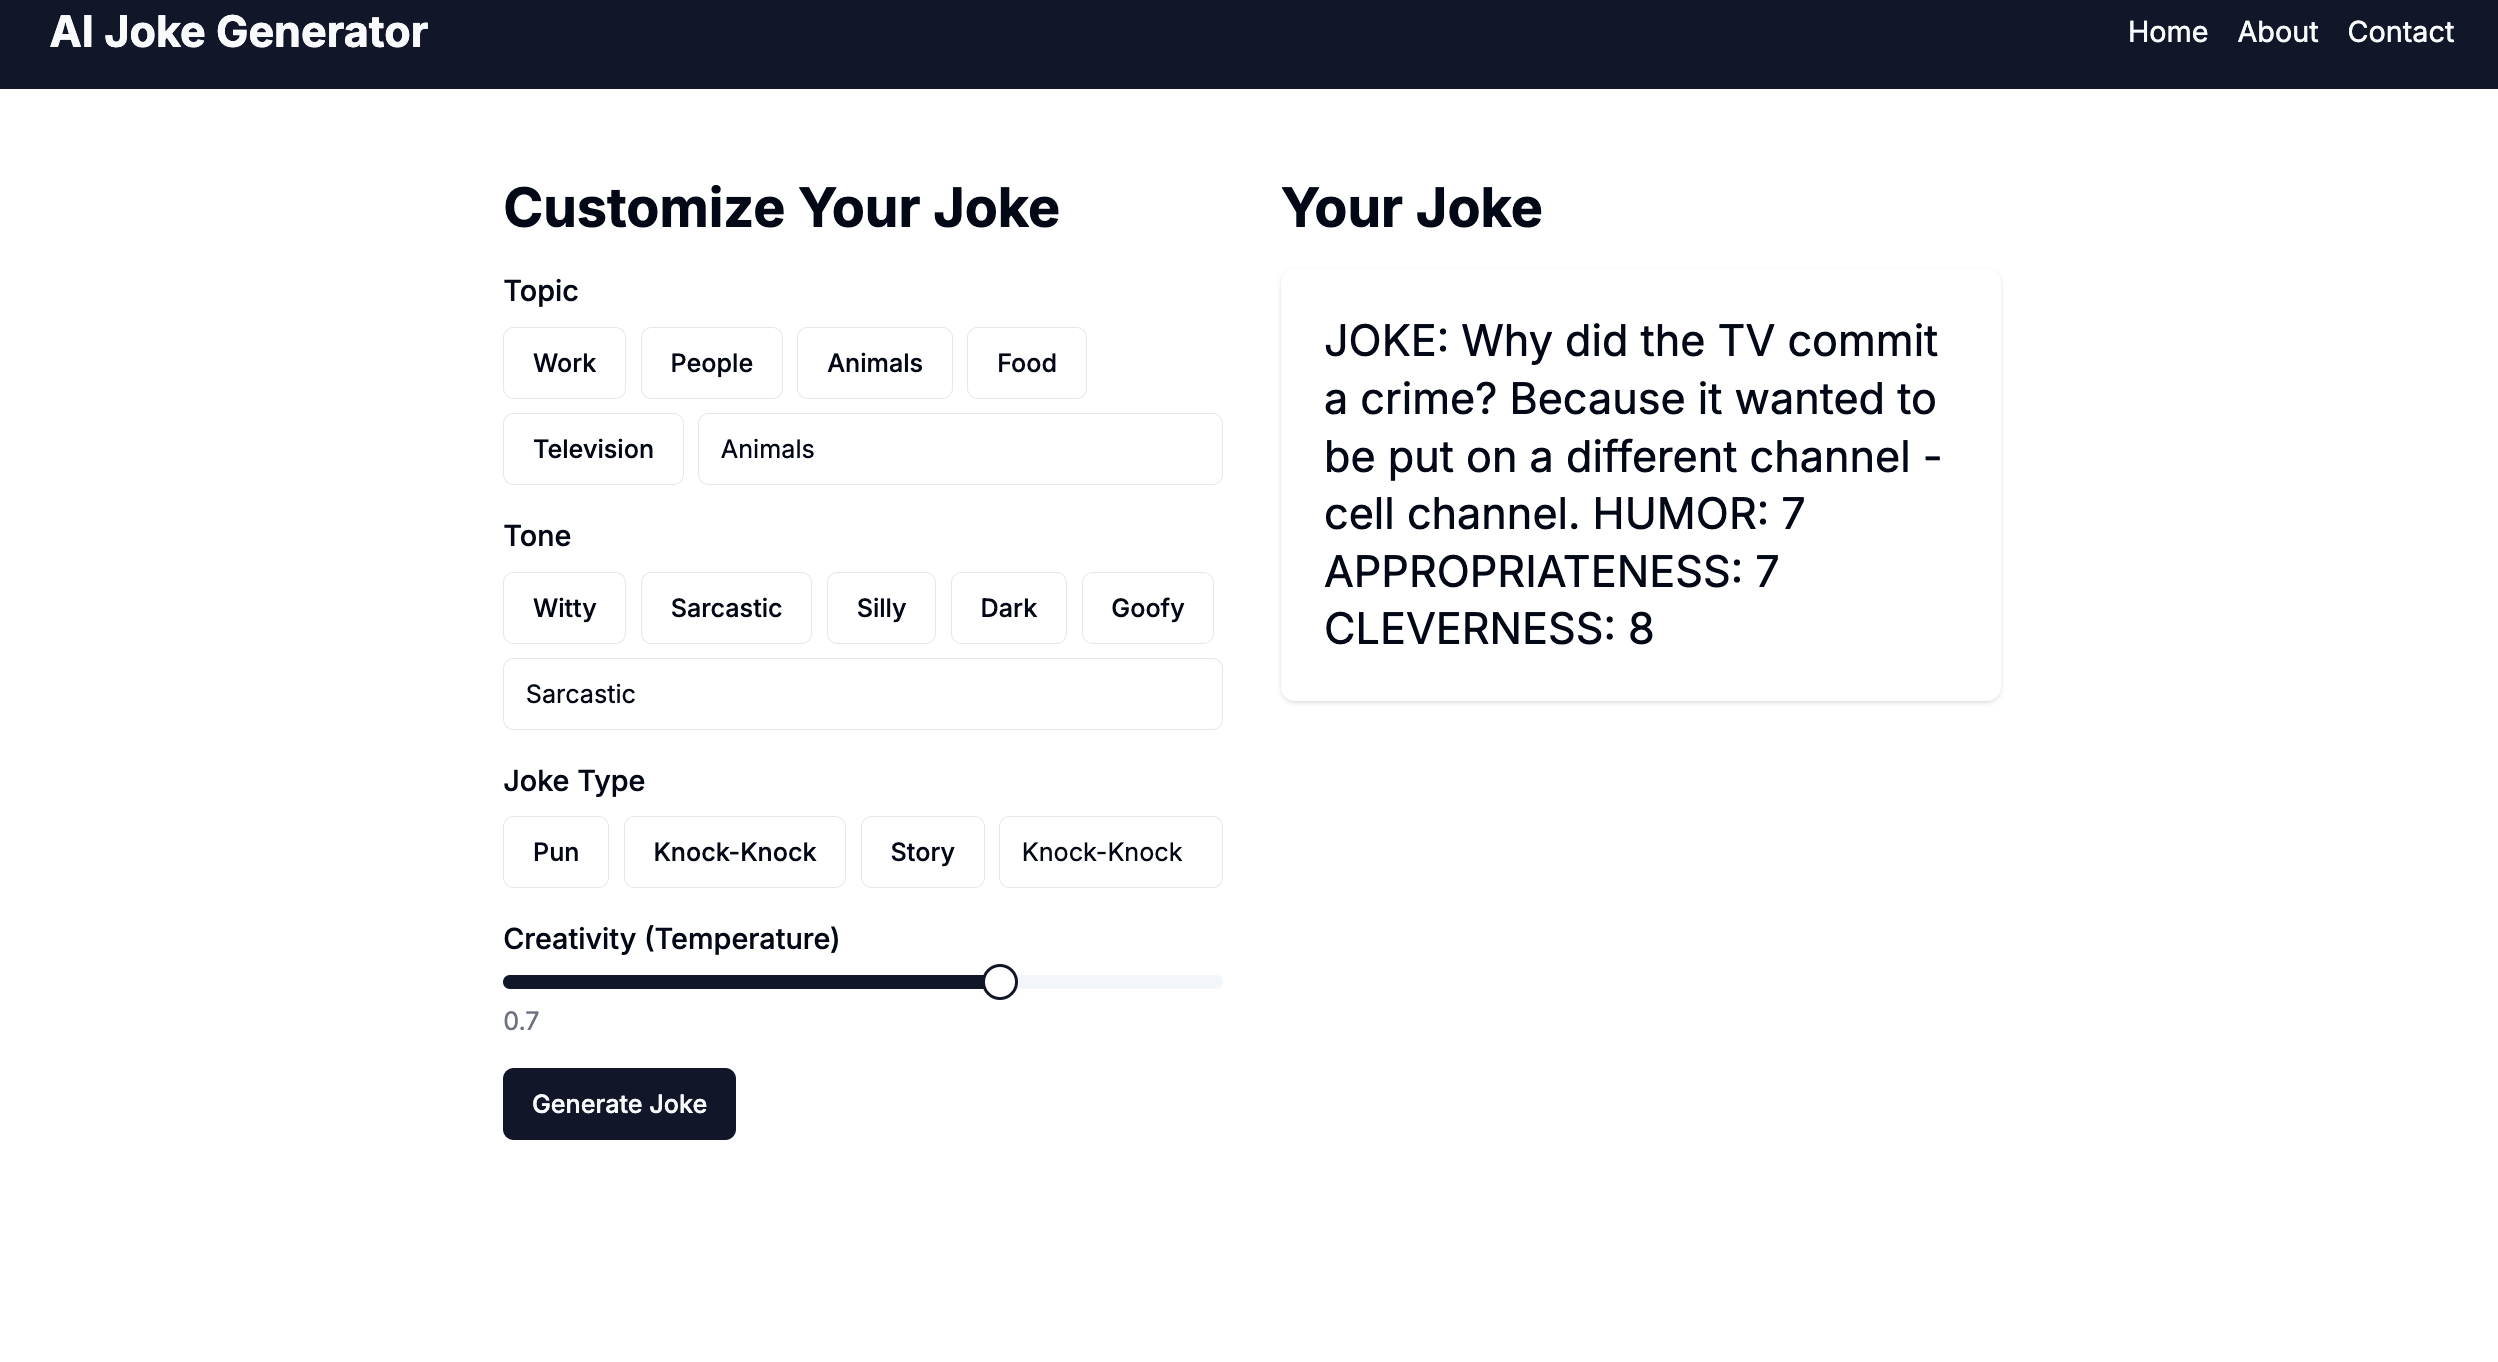 AI Joke Generator
Home About Contact
Customize Your Joke
Topic
Work People Animals Food
Television Animals
Tone
Witty Sarcastic Silly Dark Goofy
Sarcastic
Joke Type
Pun Knock-Knock Story Knock-Knock
Creativity (Temperature)
0.7
Generate Joke
Your Joke
JOKE: Why did the TV commit
a crime? Because it wanted to
be put on a different channel -
cell channel. HUMOR: 7
APPROPRIATENESS: 7
CLEVERNESS: 8